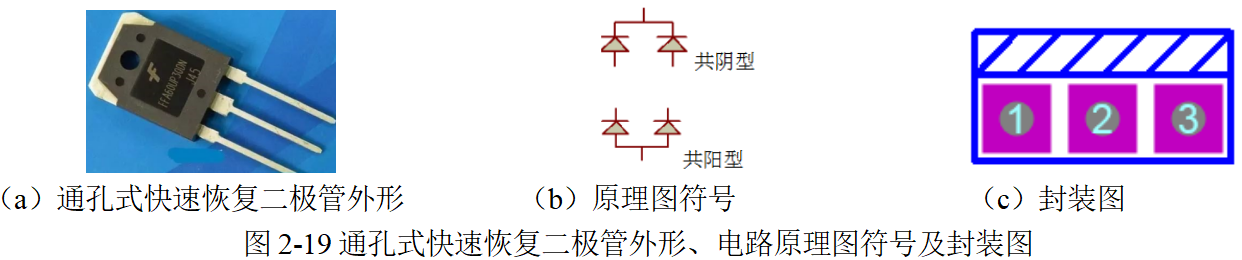 FFA60UP30DN
145
共阴型
共阳型
1 2 3
（a）通孔式快速恢复二极管外形
（b）原理图符号
（c）封装图
图 2-19 通孔式快速恢复二极管外形、电路原理图符号及封装图